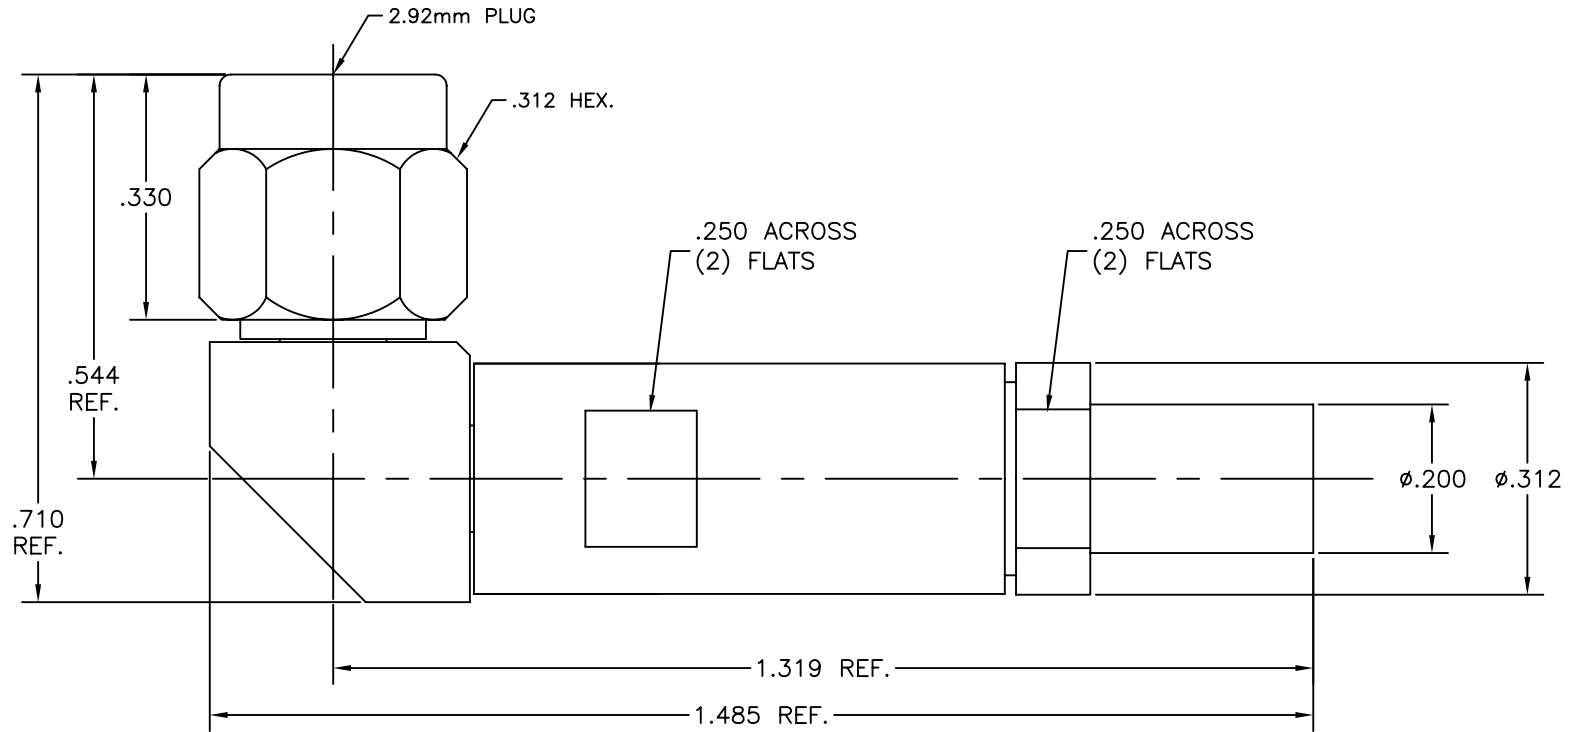 2.92mm PLUG
.312 HEX.
.330
.250 ACROSS
(2) FLATS
.250 ACROSS
(2) FLATS
.544
REF.
.710
REF.
ø.200
ø.312
1.319 REF.
1.485 REF.